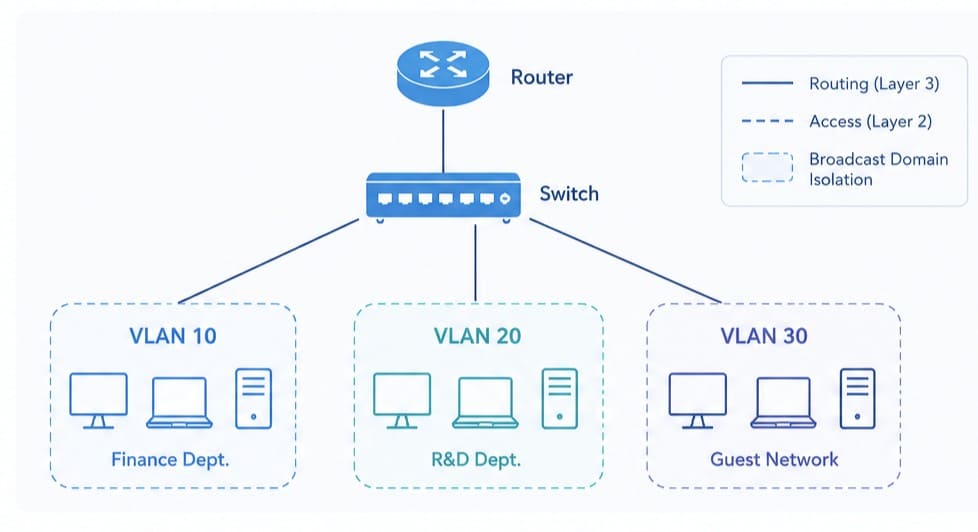 Router
Routing (Layer 3)
Access (Layer 2)
Broadcast Domain
Isolation
Switch
VLAN 10
VLAN 20
VLAN 30
Finance Dept.
R&D Dept.
Guest Network